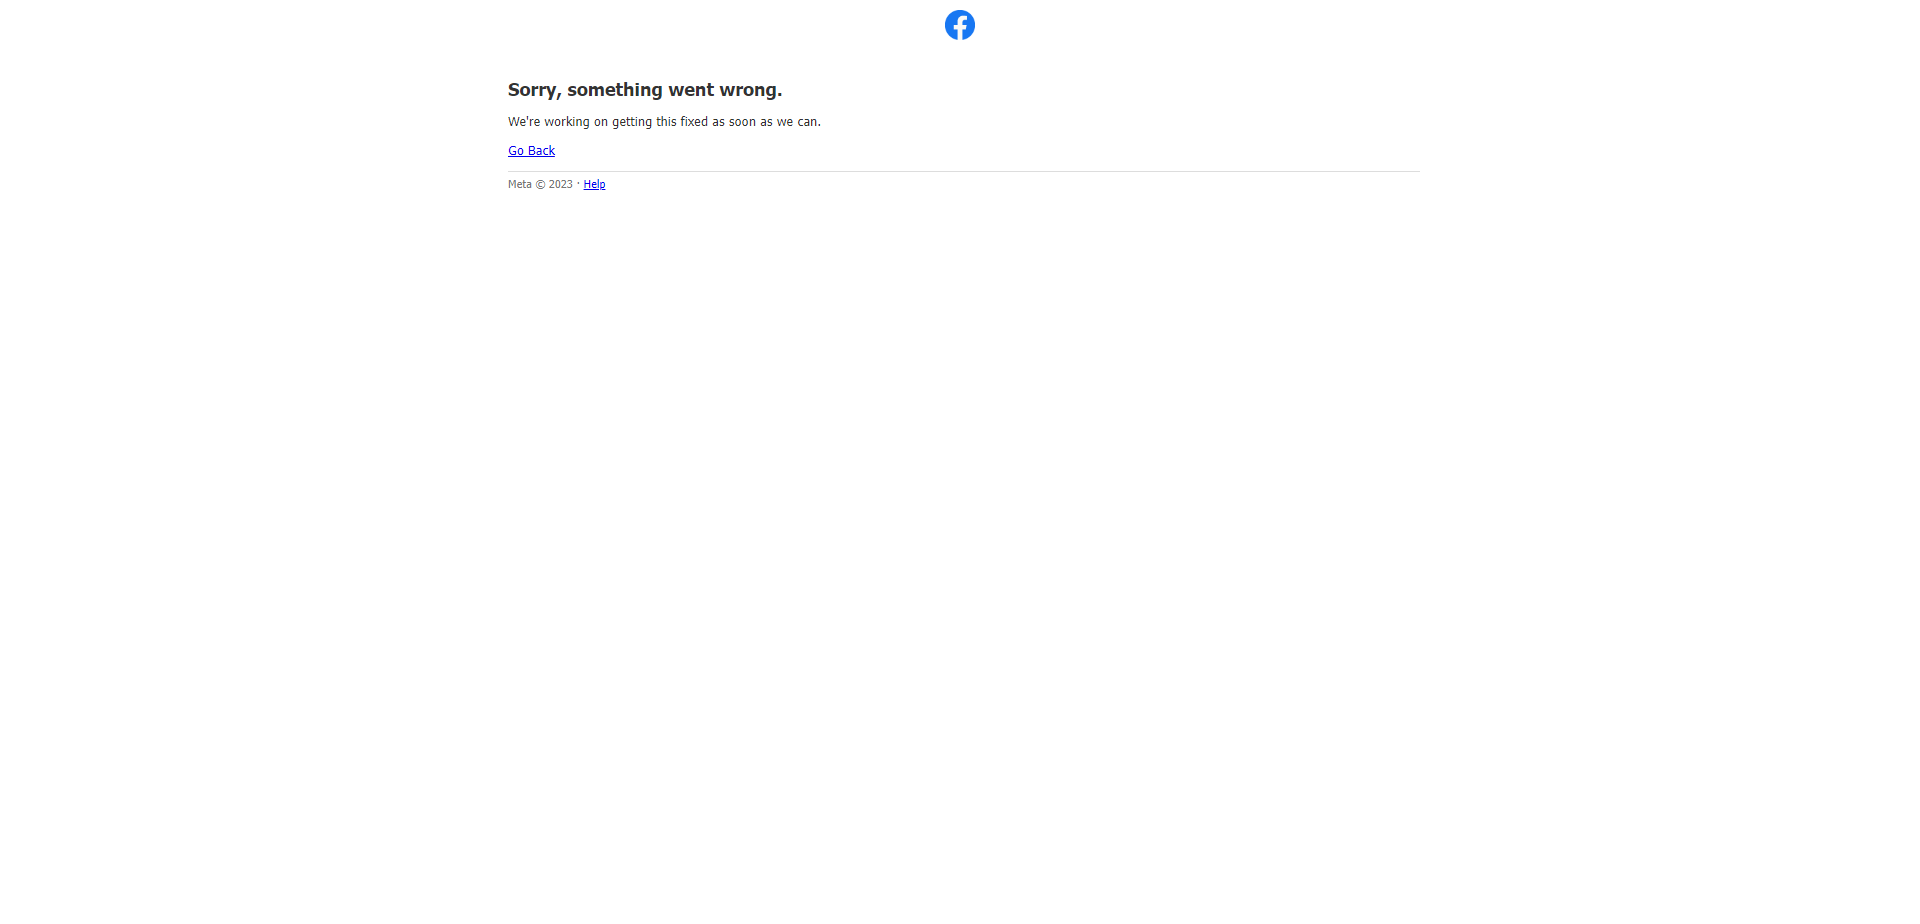 Sorry, something went wrong.
We're working on getting this fixed as soon as we can.
Go Back
Meta © 2023 · Help